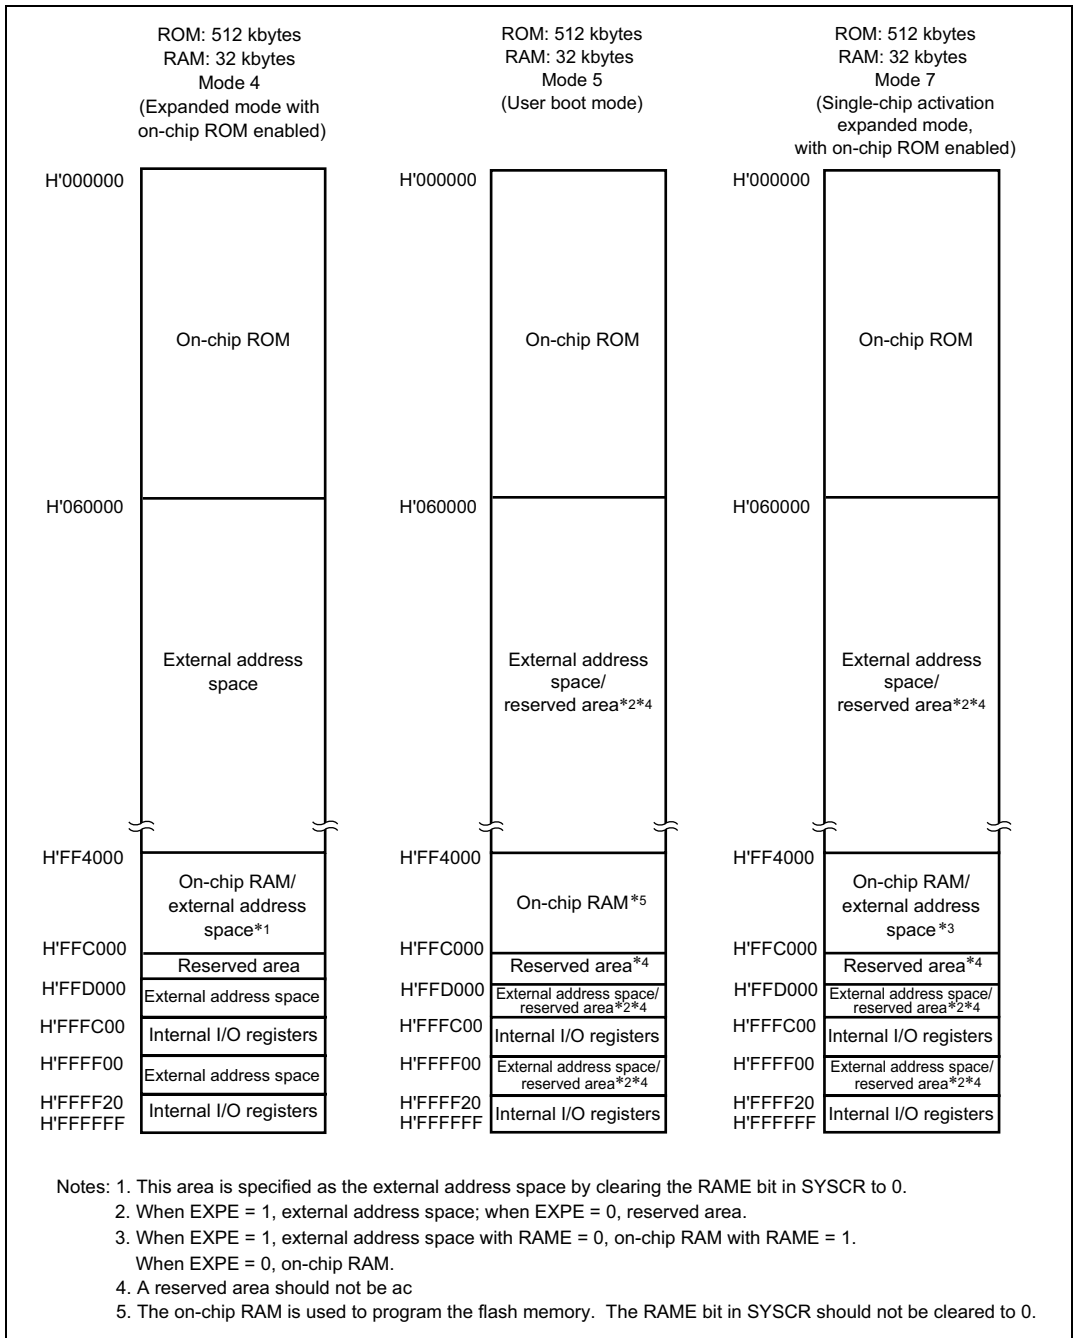 ROM: 512 kbytes
RAM: 32 kbytes
Mode 4
(Expanded mode with
on-chip ROM enabled)
H'000000
On-chip ROM
H'060000
External address
space
H'FF4000
On-chip RAM/
external address
space*1
H'FFC000
Reserved area
H'FFD000
External address space
H'FFFC00
Internal I/O registers
H'FFFF00
External address space
H'FFFF20
Internal I/O registers
H'FFFFFF
ROM: 512 kbytes
RAM: 32 kbytes
Mode 5
(User boot mode)
H'000000
On-chip ROM
H'060000
External address
space/
reserved area*2*4
H'FF4000
On-chip RAM*5
H'FFC000
Reserved area*4
H'FFD000
External address space/
reserved area*2*4
H'FFFC00
Internal I/O registers
H'FFFF00
External address space/
reserved area*2*4
H'FFFF20
Internal I/O registers
H'FFFFFF
ROM: 512 kbytes
RAM: 32 kbytes
Mode 7
(Single-chip activation
expanded mode,
with on-chip ROM enabled)
H'000000
On-chip ROM
H'060000
External address
space/
reserved area*2*4
H'FF4000
On-chip RAM/
external address
space*3
H'FFC000
Reserved area*4
H'FFD000
External address space/
reserved area*2*4
H'FFFC00
Internal I/O registers
H'FFFF00
External address space/
reserved area*2*4
H'FFFF20
Internal I/O registers
H'FFFFFF
Notes: 1. This area is specified as the external address space by clearing the RAME bit in SYSCR to 0.
2. When EXPE = 1, external address space; when EXPE = 0, reserved area.
3. When EXPE = 1, external address space with RAME = 0, on-chip RAM with RAME = 1.
When EXPE = 0, on-chip RAM.
4. A reserved area should not be ac
5. The on-chip RAM is used to program the flash memory. The RAME bit in SYSCR should not be cleared to 0.